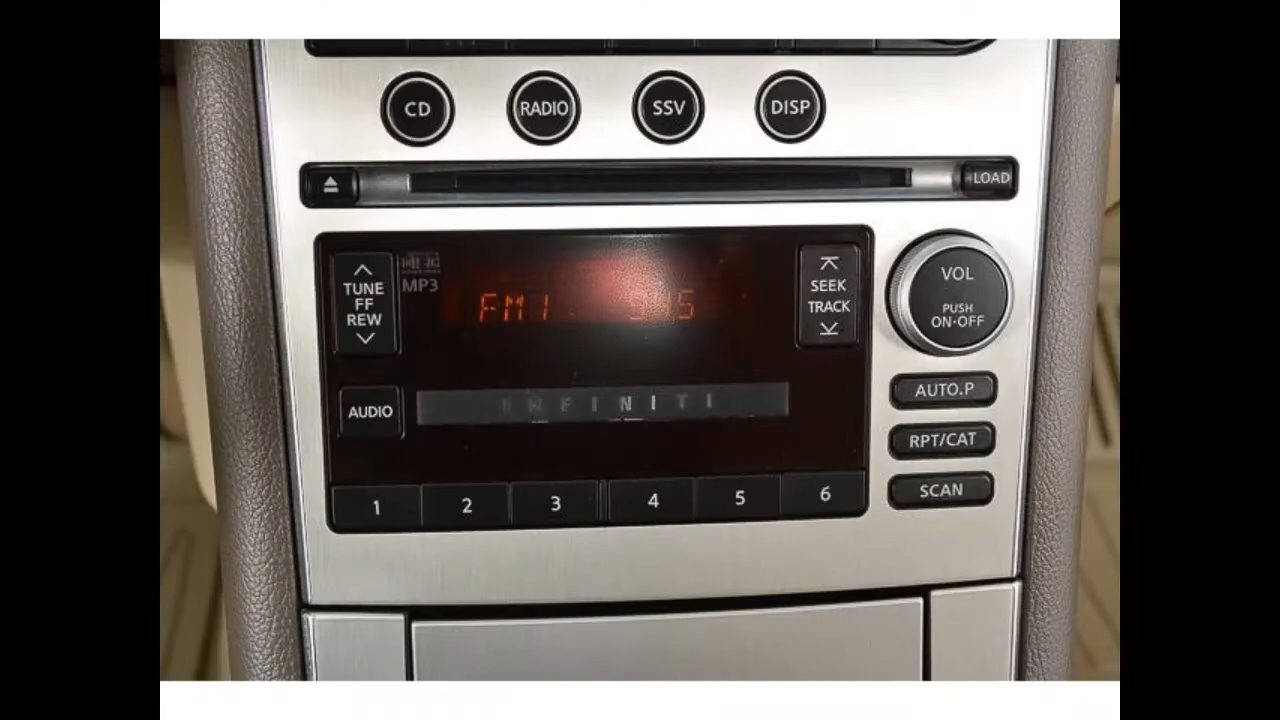 CD RADIO SSV DISP
LOAD
TUNE
FF
REW
MP3
FM1
SEEK
TRACK
VOL
PUSH
ON·OFF
AUTO.P
AUDIO
INFINITI
RPT/CAT
SCAN
1 2 3 4 5 6